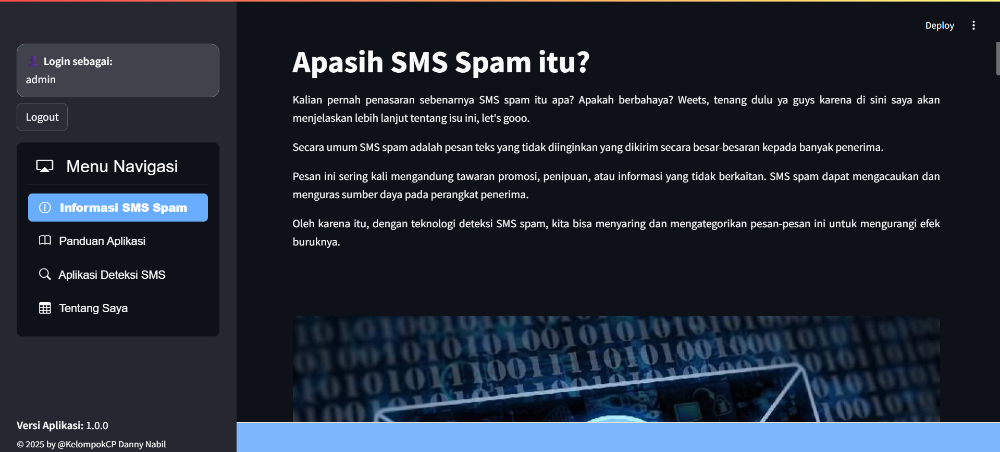 Deploy
Login sebagai:
admin
Logout
Menu Navigasi
Informasi SMS Spam
Panduan Aplikasi
Aplikasi Deteksi SMS
Tentang Saya
Versi Aplikasi: 1.0.0
© 2025 by @KelompokCP Danny Nabil
Apasih SMS Spam itu?
Kalian pernah penasaran sebenarnya SMS spam itu apa? Apakah berbahaya? Weets, tenang dulu ya guys karena di sini saya akan
menjelaskan lebih lanjut tentang isu ini, let's gooo.
Secara umum SMS spam adalah pesan teks yang tidak diinginkan yang dikirim secara besar-besaran kepada banyak penerima.
Pesan ini sering kali mengandung tawaran promosi, penipuan, atau informasi yang tidak berkaitan. SMS spam dapat mengacaukan dan
menguras sumber daya pada perangkat penerima.
Oleh karena itu, dengan teknologi deteksi SMS spam, kita bisa menyaring dan mengategorikan pesan-pesan ini untuk mengurangi efek
buruknya.